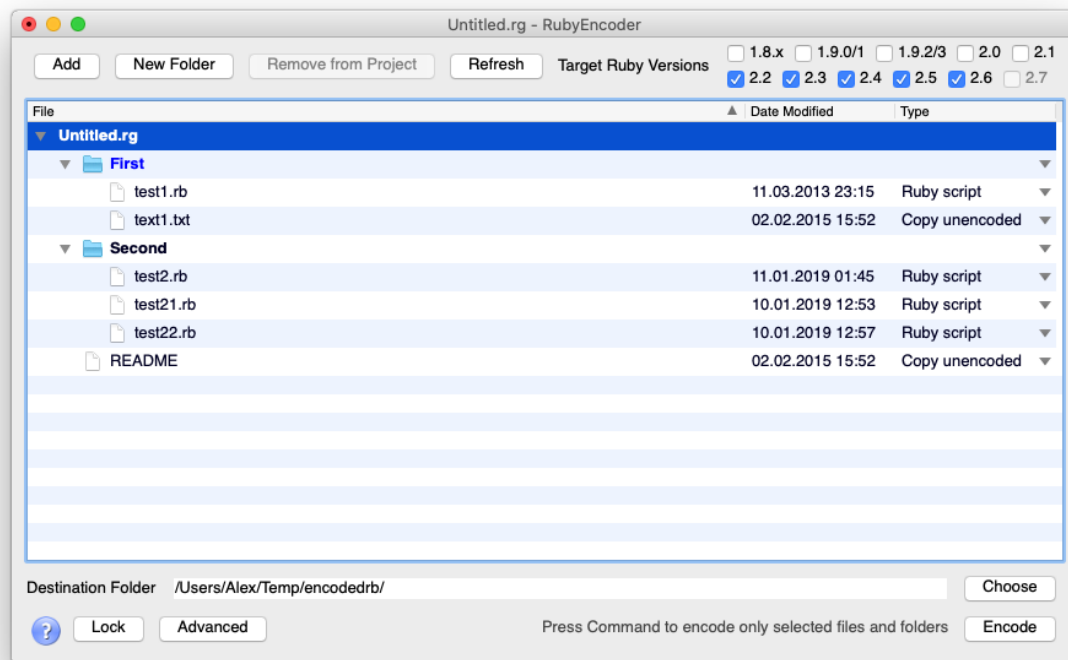 Untitled.rg - RubyEncoder
Add New Folder Remove from Project Refresh Target Ruby Versions 1.8.x 1.9.0/1 1.9.2/3 2.0 2.1
2.2 2.3 2.4 2.5 2.6 2.7
File Date Modified Type
Untitled.rg
First
test1.rb 11.03.2013 23:15 Ruby script
text1.txt 02.02.2015 15:52 Copy unencoded
Second
test2.rb 11.01.2019 01:45 Ruby script
test21.rb 10.01.2019 12:53 Ruby script
test22.rb 10.01.2019 12:57 Ruby script
README 02.02.2015 15:52 Copy unencoded
Destination Folder /Users/Alex/Temp/encodedrb/ Choose
? Lock Advanced Press Command to encode only selected files and folders Encode